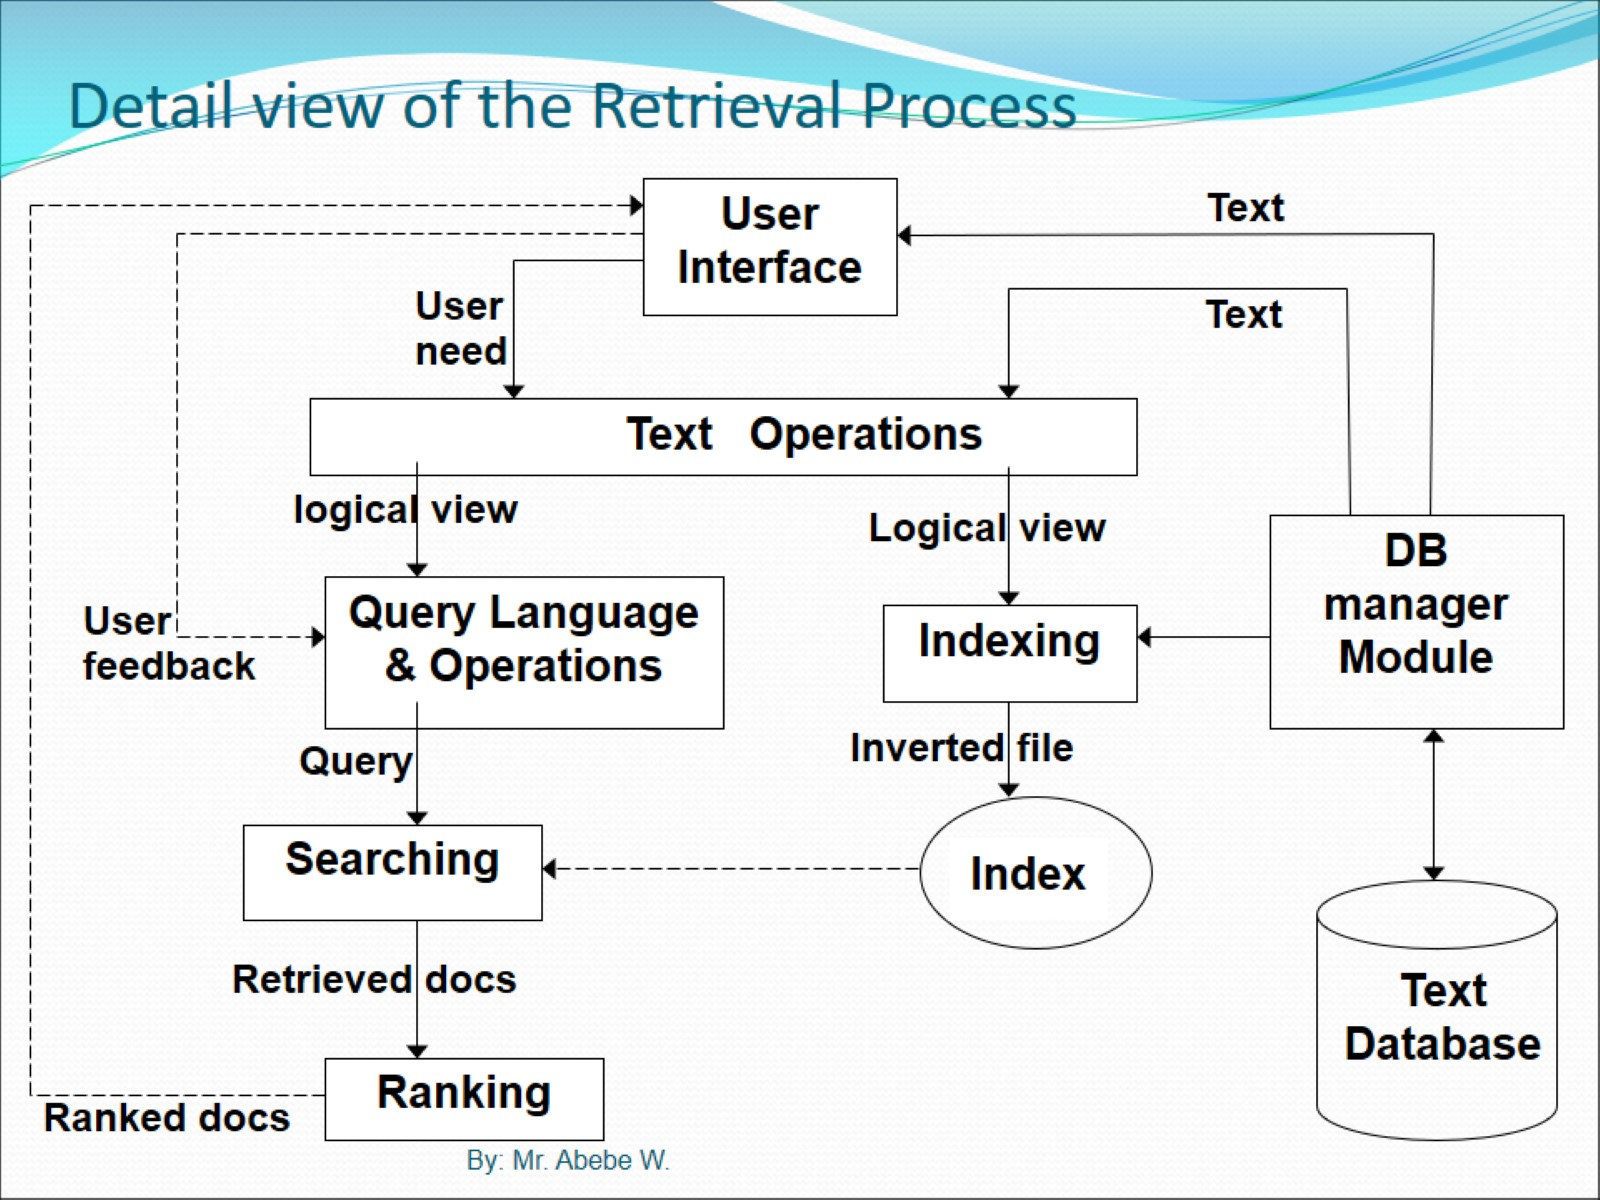 Detail view of the Retrieval Process
User
Interface
Text
Text
User
need
Text Operations
logical view
Logical view
DB
manager
Module
Query Language
& Operations
Indexing
User
feedback
Query
Inverted file
Searching
Index
Retrieved docs
Text
Database
Ranking
Ranked docs
By: Mr. Abebe W.